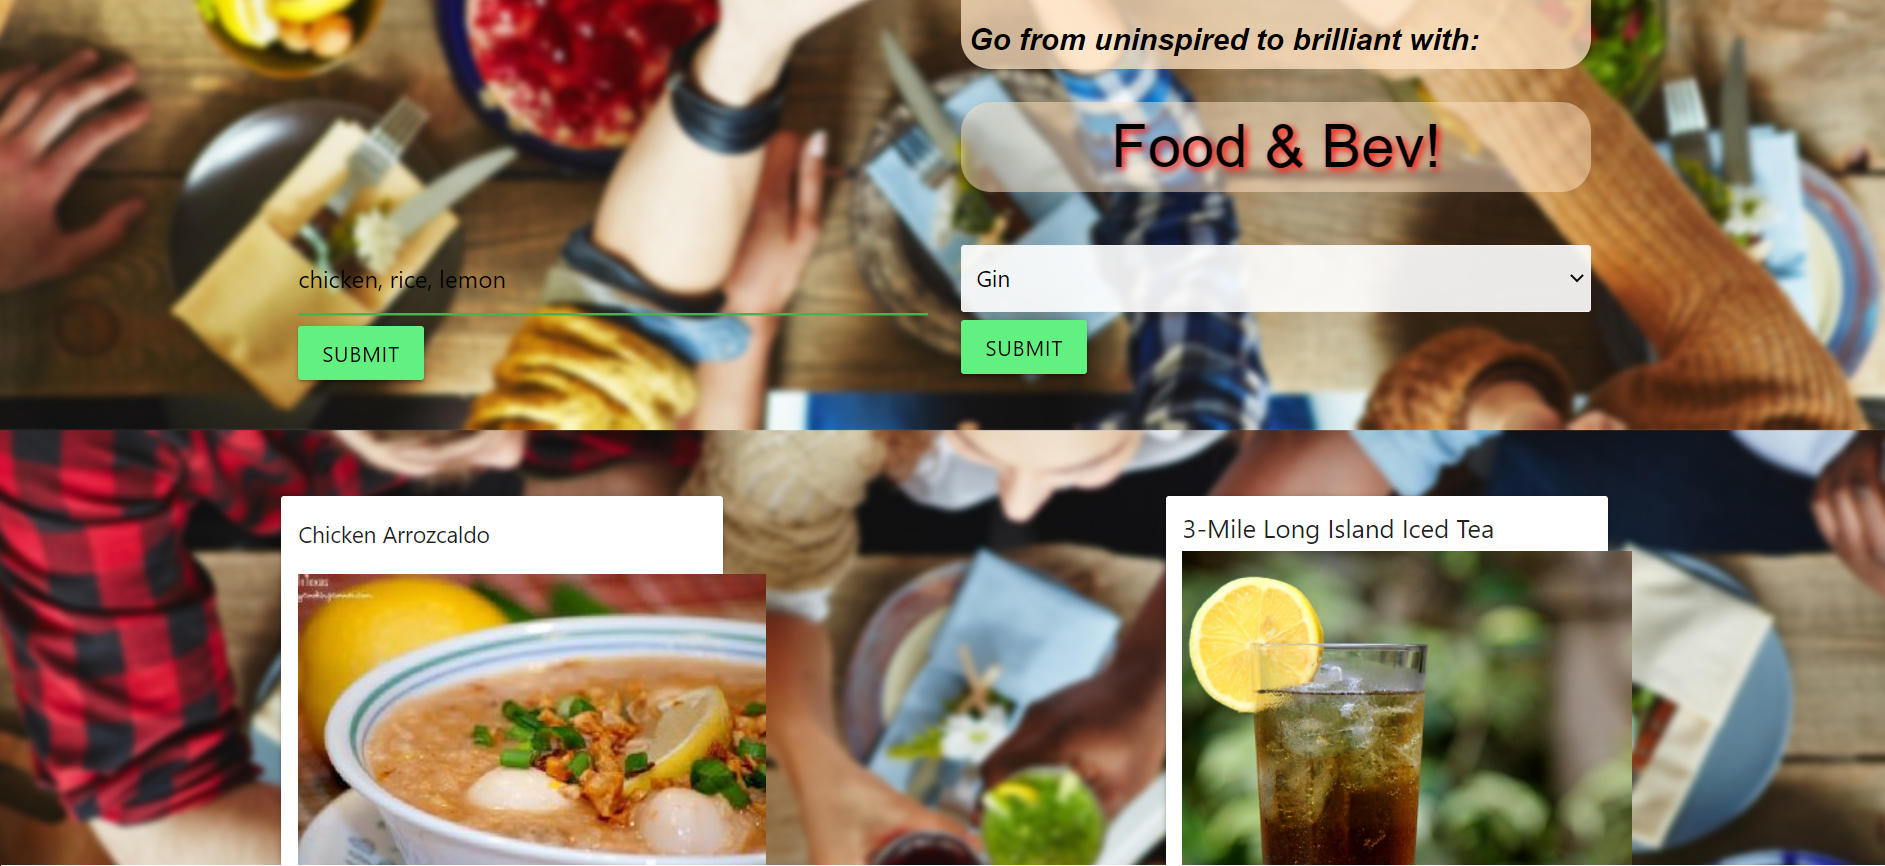 Go from uninspired to brilliant with:
Food & Bev!
chicken, rice, lemon
Gin
SUBMIT
SUBMIT
Chicken Arrozcaldo
3-Mile Long Island Iced Tea